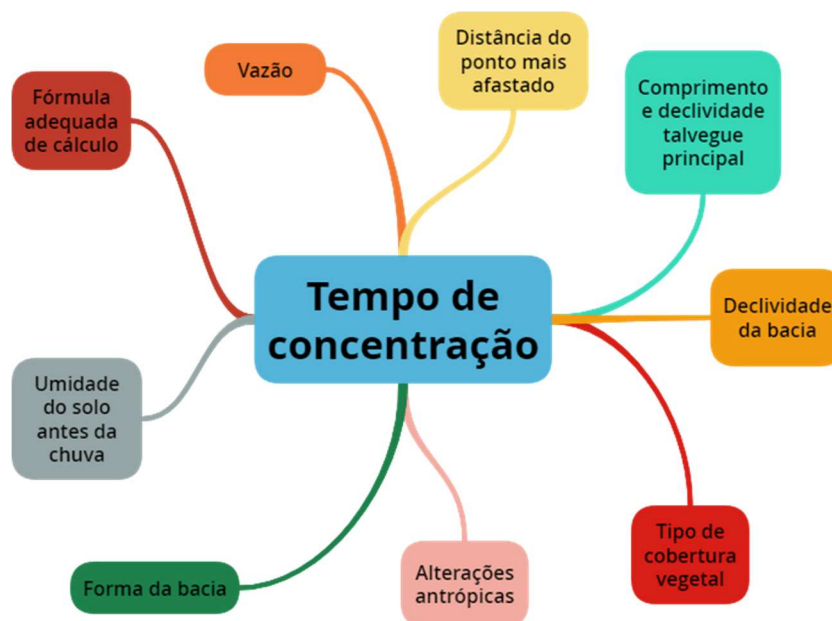 Distância do
ponto mais
afastado
Vazão
Comprimento
e declividade
talvegue
principal
Fórmula
adequada
de cálculo
Tempo de
concentração
Declividade
da bacia
Umidade
do solo
antes da
chuva
Tipo de
cobertura
vegetal
Alterações
antrópicas
Forma da bacia